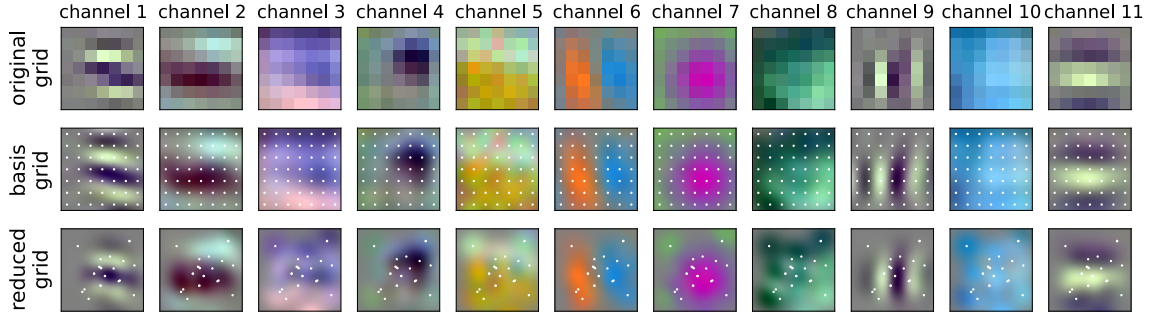 channel 1 channel 2 channel 3 channel 4 channel 5 channel 6 channel 7 channel 8 channel 9 channel 10 channel 11
original
grid
basis
grid
reduced
grid